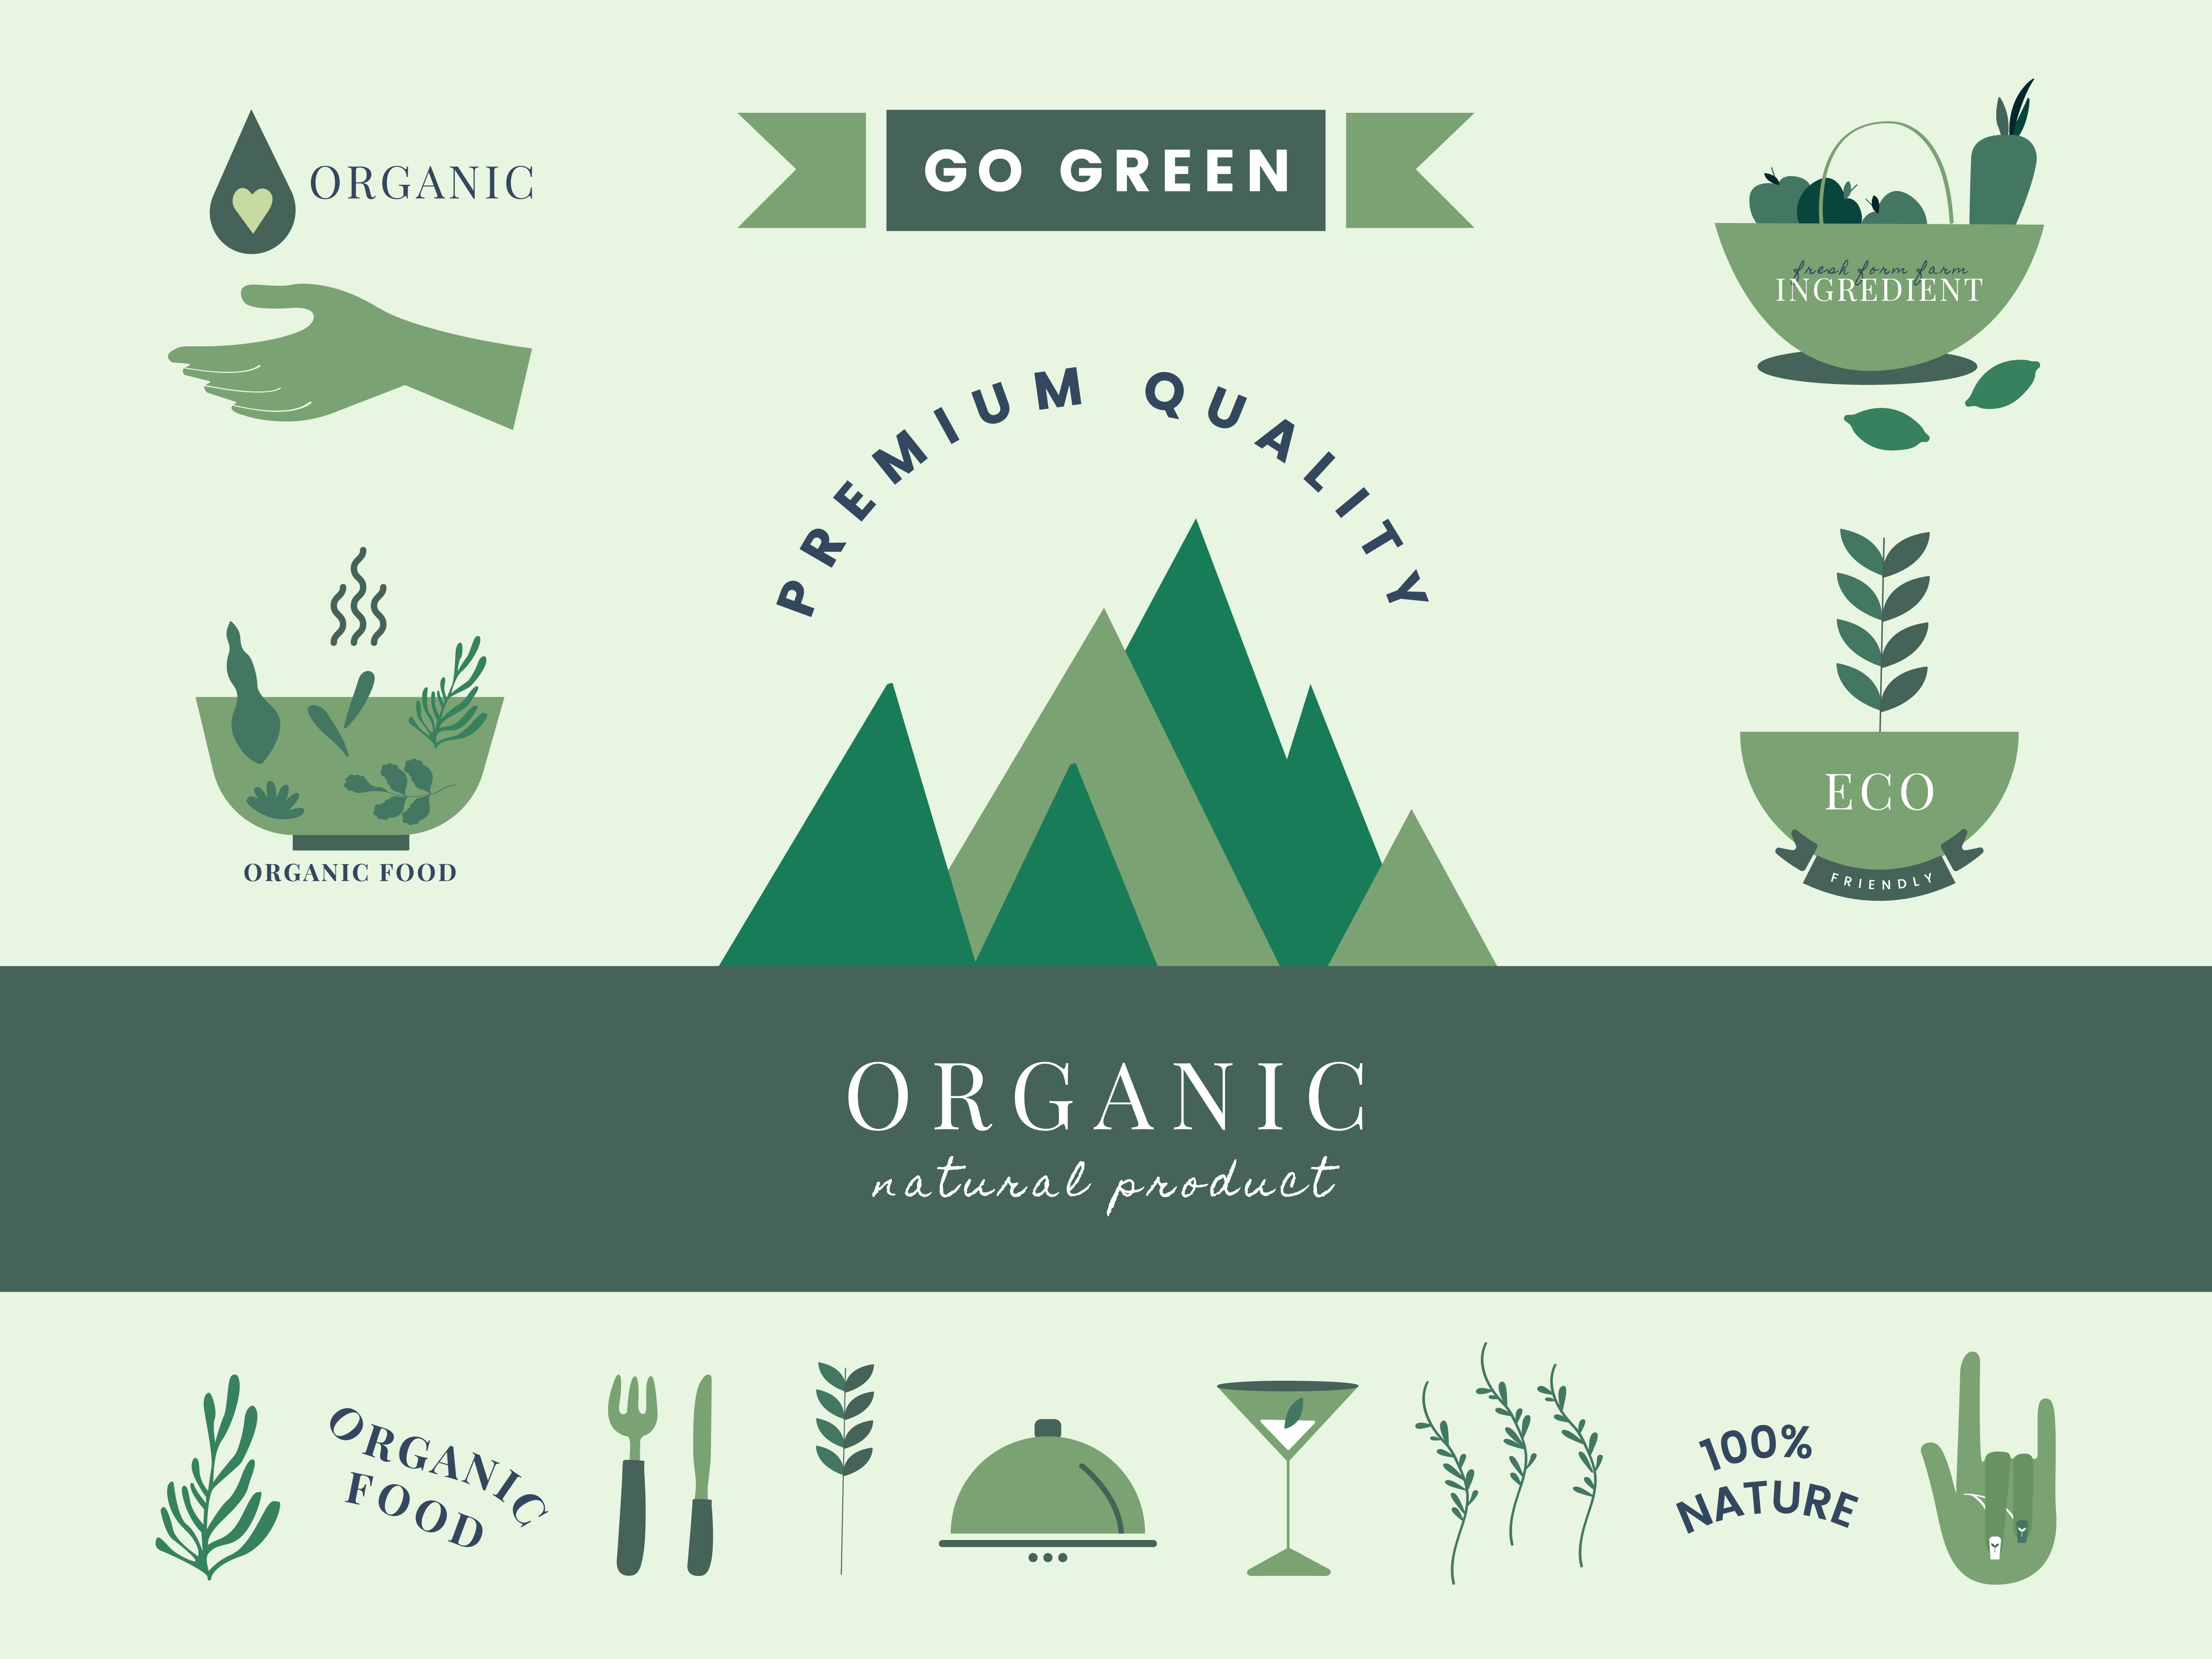 GO GREEN
ORGANIC
fresh form farm
INGREDIENT
PREMIUM QUALITY
ORGANIC FOOD
ECO
FRIENDLY
ORGANIC
natural product
ORGANIC
FOOD
100%
NATURE